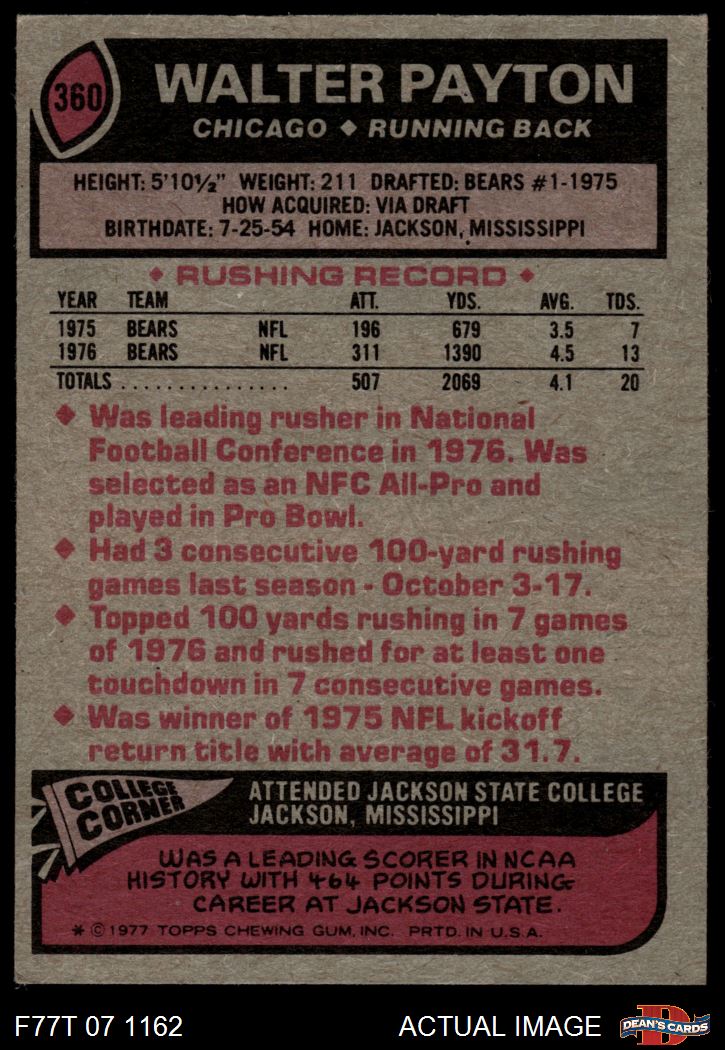 360
WALTER PAYTON
CHICAGO ◆ RUNNING BACK
HEIGHT: 5'10½" WEIGHT: 211 DRAFTED: BEARS #1-1975
HOW ACQUIRED: VIA DRAFT
BIRTHDATE: 7-25-54 HOME: JACKSON, MISSISSIPPI
◆ RUSHING RECORD ◆
YEAR TEAM ATT. YDS. AVG. TDS.
1975 BEARS NFL 196 679 3.5 7
1976 BEARS NFL 311 1390 4.5 13
TOTALS . . . . . . . . . . . . . . . 507 2069 4.1 20
◆ Was leading rusher in National
Football Conference in 1976. Was
selected as an NFC All-Pro and
played in Pro Bowl.
◆ Had 3 consecutive 100-yard rushing
games last season - October 3-17.
◆ Topped 100 yards rushing in 7 games
of 1976 and rushed for at least one
touchdown in 7 consecutive games.
◆ Was winner of 1975 NFL kickoff
return title with average of 31.7.
COLLEGE
CORNER
ATTENDED JACKSON STATE COLLEGE
JACKSON, MISSISSIPPI
WAS A LEADING SCORER IN NCAA
HISTORY WITH 464 POINTS DURING
CAREER AT JACKSON STATE.
* ©1977 TOPPS CHEWING GUM, INC. PRTD. IN U.S.A.
F77T 07 1162 ACTUAL IMAGE
D
DEAN'S CARDS